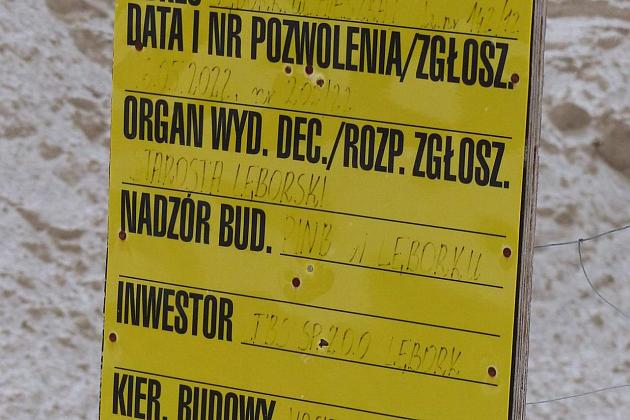 DATA I NR POZWOLENIA/ZGŁOSZ.
ORGAN WYD. DEC./ROZP. ZGŁOSZ.
STAROSTA LĘBORSKI
NADZÓR BUD. PINB W LĘBORKU
INWESTOR TBS SP. Z O.O LĘBORK
KIER. BUDOWY